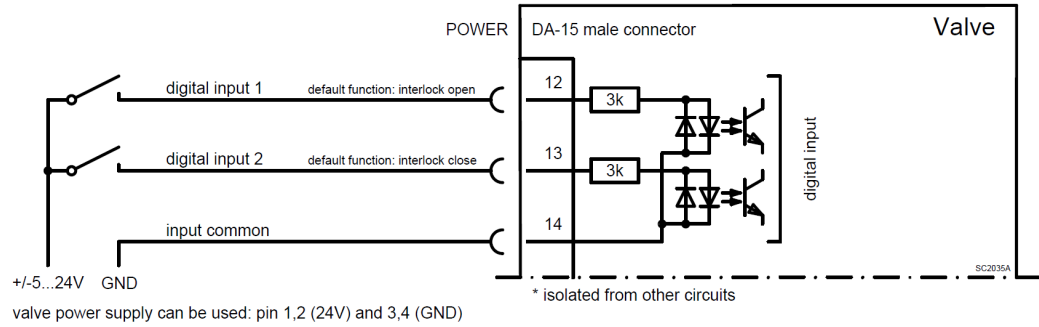 POWER
DA-15 male connector
Valve
digital input 1
default function: interlock open
12
3k
digital input 2
default function: interlock close
13
3k
digital input
input common
14
+/-5...24V
GND
SC2035A
* isolated from other circuits
valve power supply can be used: pin 1,2 (24V) and 3,4 (GND)